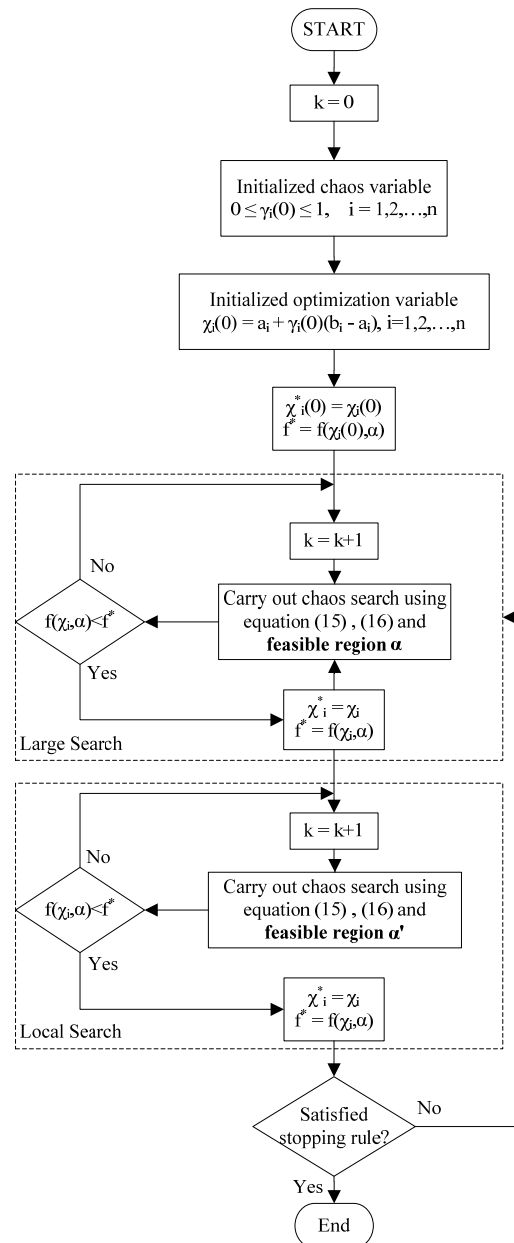 START
k = 0
Initialized chaos variable
0 ≤ γi(0) ≤ 1, i = 1,2,…,n
Initialized optimization variable
χi(0) = ai + γi(0)(bi - ai), i=1,2,…,n
χ*i(0) = χi(0)
f* = f(χi(0),α)
k = k+1
No
Carry out chaos search using
equation (15) , (16) and
feasible region α
f(χi,α)<f*
Yes
χ*i = χi
f* = f(χi,α)
Large Search
k = k+1
No
Carry out chaos search using
equation (15) , (16) and
feasible region α'
f(χi,α)<f*
Yes
χ*i = χi
f* = f(χi,α)
Local Search
Satisfied
stopping rule?
No
Yes
End